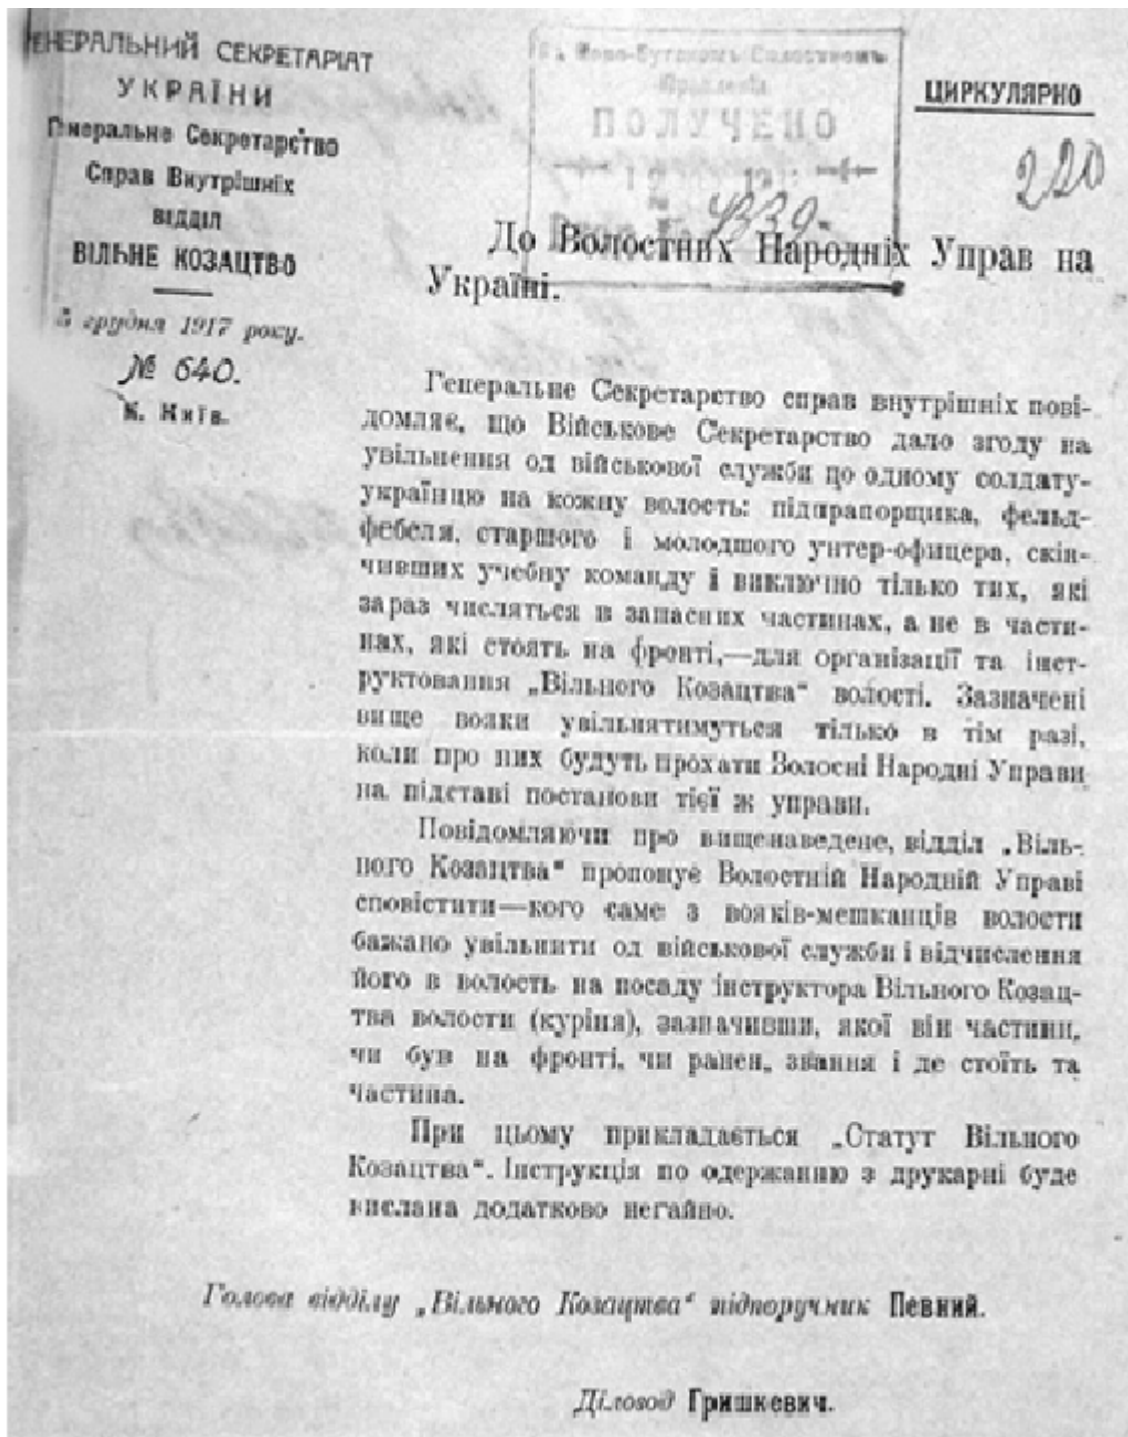 ГЕНЕРАЛЬНИЙ СЕКРЕТАРІАТ
УКРАЇНИ
Генеральне Секретарство
Справ Внутрішніх
ВІДДІЛ
ВІЛЬНЕ КОЗАЦТВО
5 грудня 1917 року.
№ 640.
м. Київ.
ПОЛУЧЕНО
4339-
ЦИРКУЛЯРНО
220
До Волостних Народніх Управ на
Україні.
Генеральне Секретарство справ внутрішніх пові-
домляє, що Військове Секретарство дало згоду на
увільнення од військової служби по одному солдату-
українцю на кожну волость: підпрапорщика, фельд-
фебеля, старшого і молодшого унтер-офицера, скін-
чивших учебну команду і виключно тільки тих, які
зараз числяться в запасних частинах, а не в части-
нах, які стоять на фронті,—для організації та інст-
руктовання „Вільного Козацтва“ волості. Зазначені
вище вояки увільнятимуться тілько в тім разі,
коли про них будуть прохати Волосні Народні Управи
на підставі постанови тієї ж управи.
Повідомляючи про вищенаведене, відділ „Віль-
ного Козацтва“ пропонує Волостній Народній Управі
сповістити—кого саме з вояків-мешканців волости
бажано увільнити од військової служби і відчислення
його в волость на посаду інструктора Вільного Козац-
тва волости (куріня), зазначивши, якої він частини,
чи був на фронті, чи ранен, звання і де стоїть та
частина.
При цьому прикладається „Статут Вільного
Козацтва“. Інструкція по одержанню з друкарні буде
вислана додатково негайно.
Голова відділу „Вільного Козацтва“ підпоручник Певний.
Діловод Гришкевич.